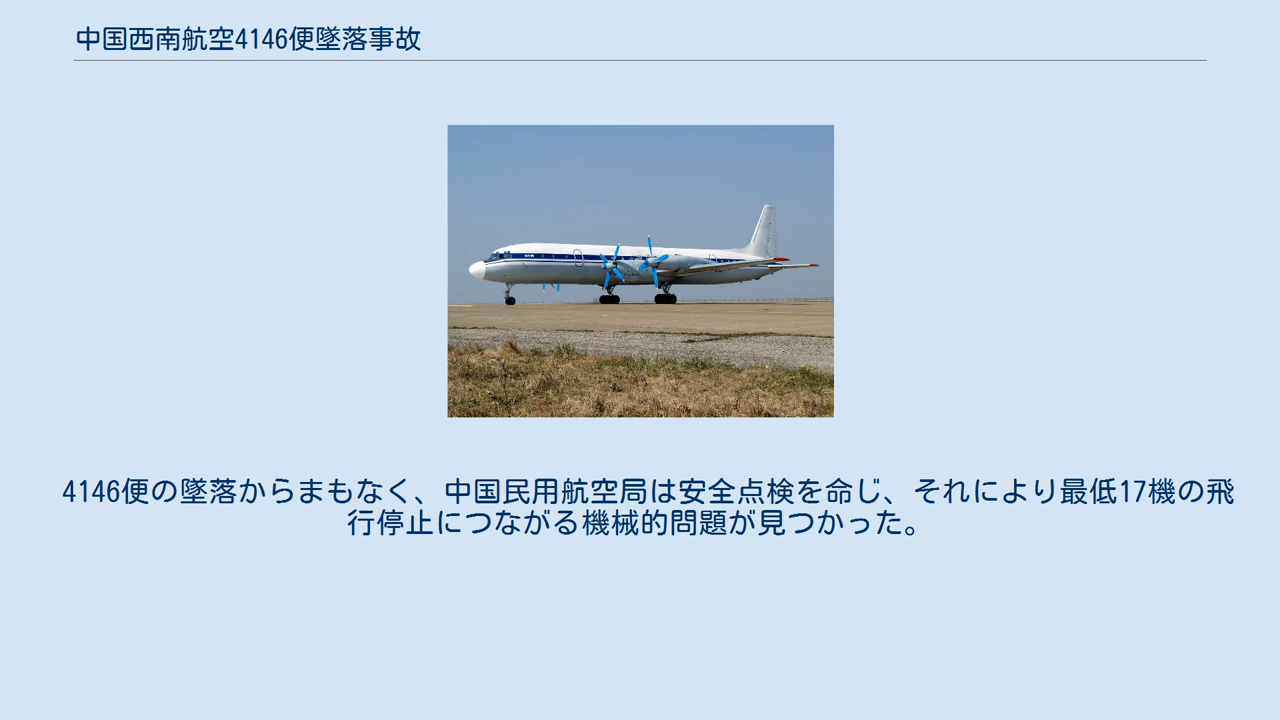 中国西南航空4146便墜落事故
4146便の墜落からまもなく、中国民用航空局は安全点検を命じ、それにより最低17機の飛
行停止につながる機械的問題が見つかった。